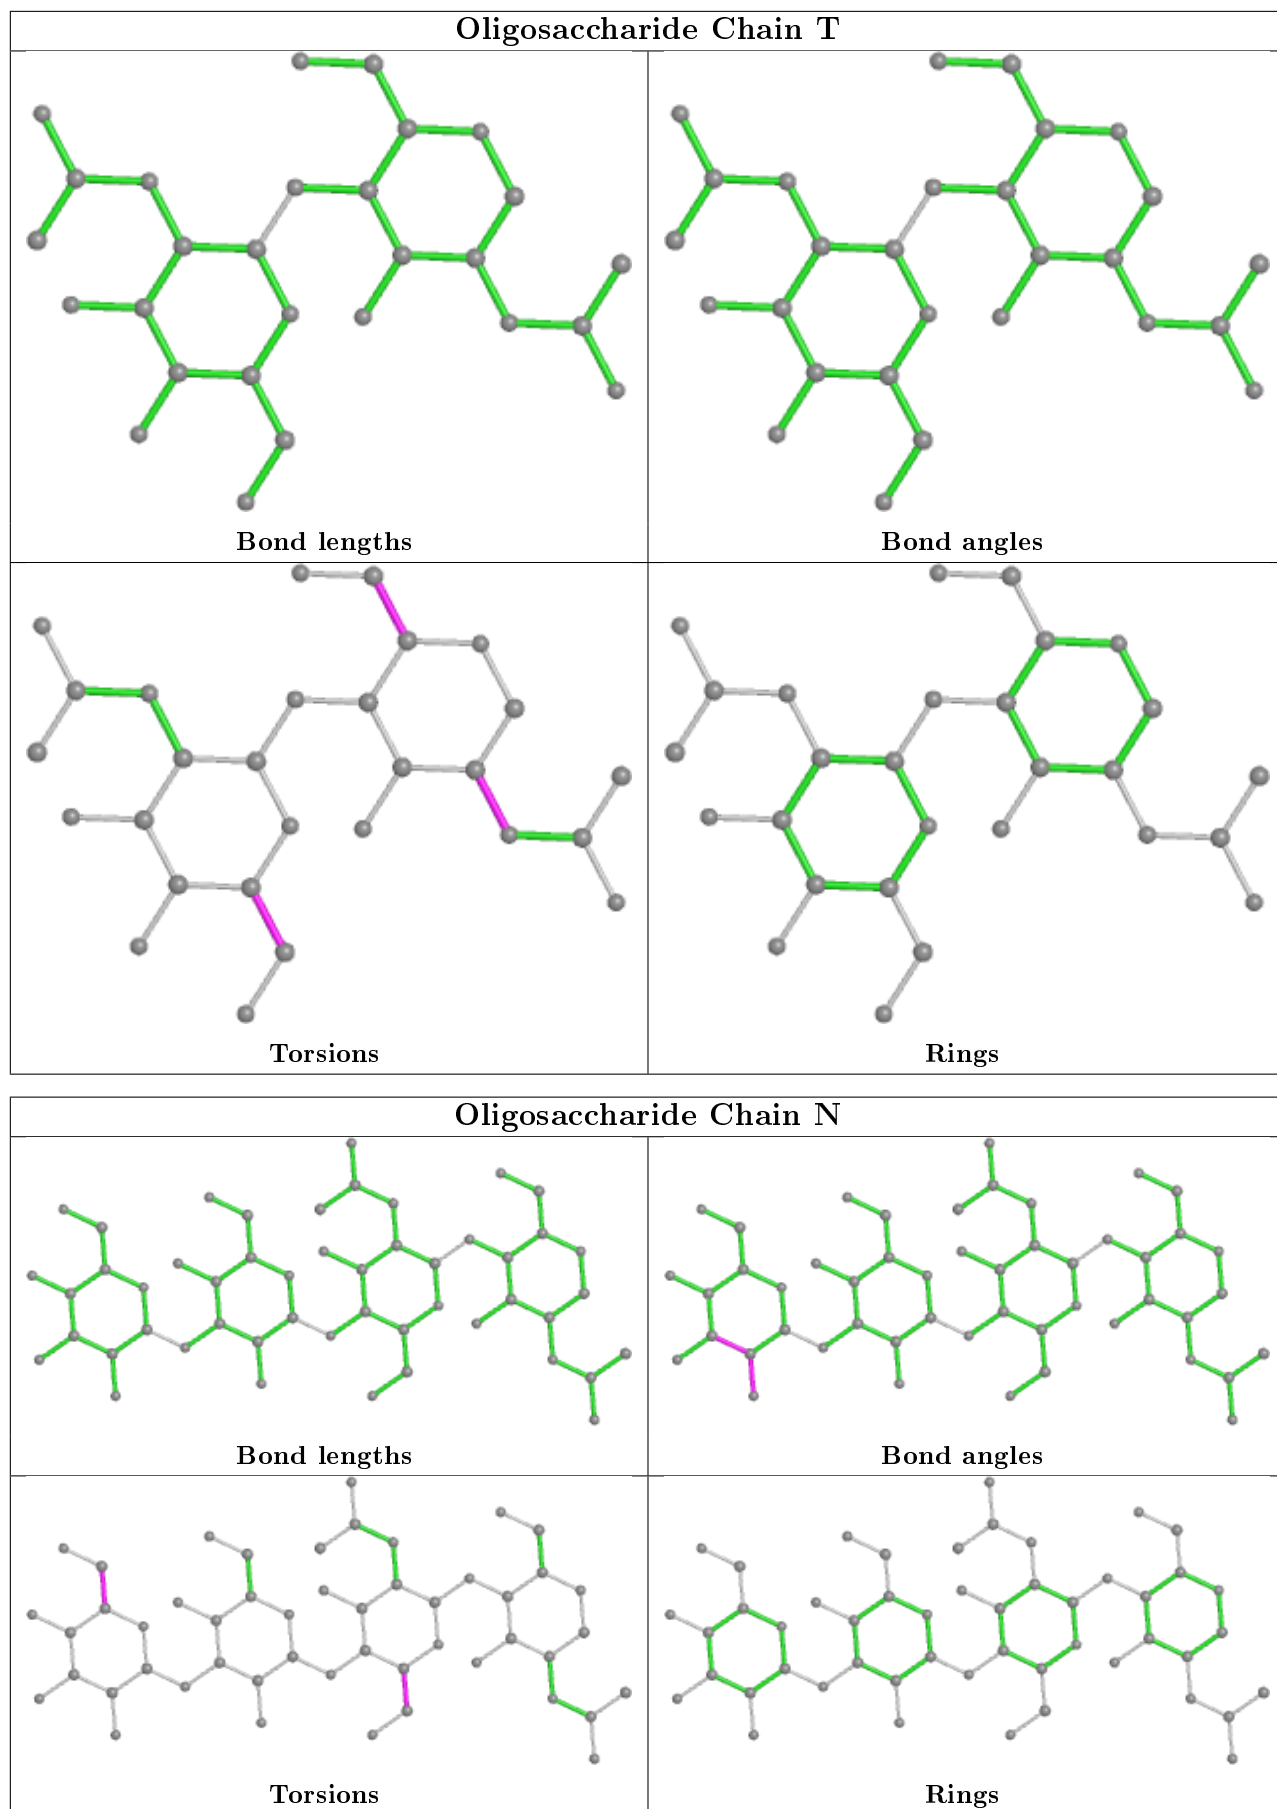 Oligosaccharide Chain T
Bond lengths
Bond angles
Torsions
Rings
Oligosaccharide Chain N
Bond lengths
Bond angles
Torsions
Rings